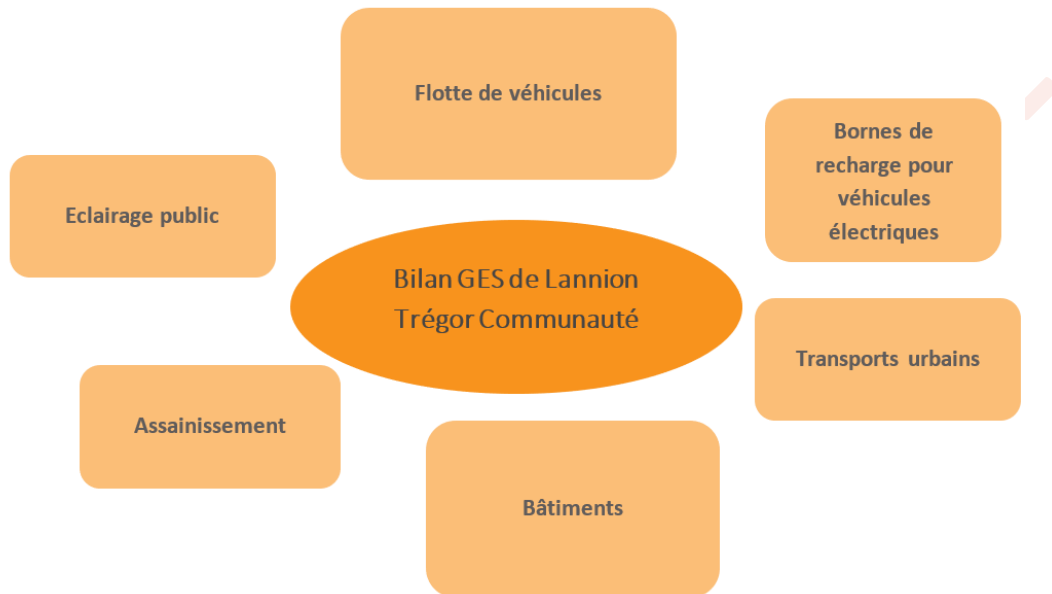 Flotte de véhicules
Bornes de
recharge pour
véhicules
électriques
Eclairage public
Bilan GES de Lannion
Trégor Communauté
Transports urbains
Assainissement
Bâtiments